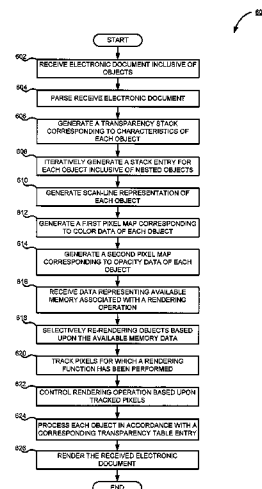 60
START
602
RECEIVE ELECTRONIC DOCUMENT INCLUSIVE OF
OBJECTS
604
PARSE RECEIVE ELECTRONIC DOCUMENT
606
GENERATE A TRANSPARENCY STACK
CORRESPONDING TO CHARACTERISTICS OF
EACH OBJECT
608
ITERATIVELY GENERATE A STACK ENTRY FOR
EACH OBJECT INCLUSIVE OF NESTED OBJECTS
610
GENERATE SCAN-LINE REPRESENTATION OF
EACH OBJECT
612
GENERATE A FIRST PIXEL MAP CORRESPONDING
TO COLOR DATA OF EACH OBJECT
614
GENERATE A SECOND PIXEL MAP
CORRESPONDING TO OPACITY DATA OF EACH
OBJECT
616
RECEIVE DATA REPRESENTING AVAILABLE
MEMORY ASSOCIATED WITH A RENDERING
OPERATION
618
SELECTIVELY RE-RENDERING OBJECTS BASED
UPON THE AVAILABLE MEMORY DATA
620
TRACK PIXELS FOR WHICH A RENDERING
FUNCTION HAS BEEN PERFORMED
622
CONTROL RENDERING OPERATION BASED UPON
TRACKED PIXELS
624
PROCESS EACH OBJECT IN ACCORDANCE WITH A
CORRESPONDING TRANSPARENCY TABLE ENTRY
626
RENDER THE RECEIVED ELECTRONIC
DOCUMENT
END